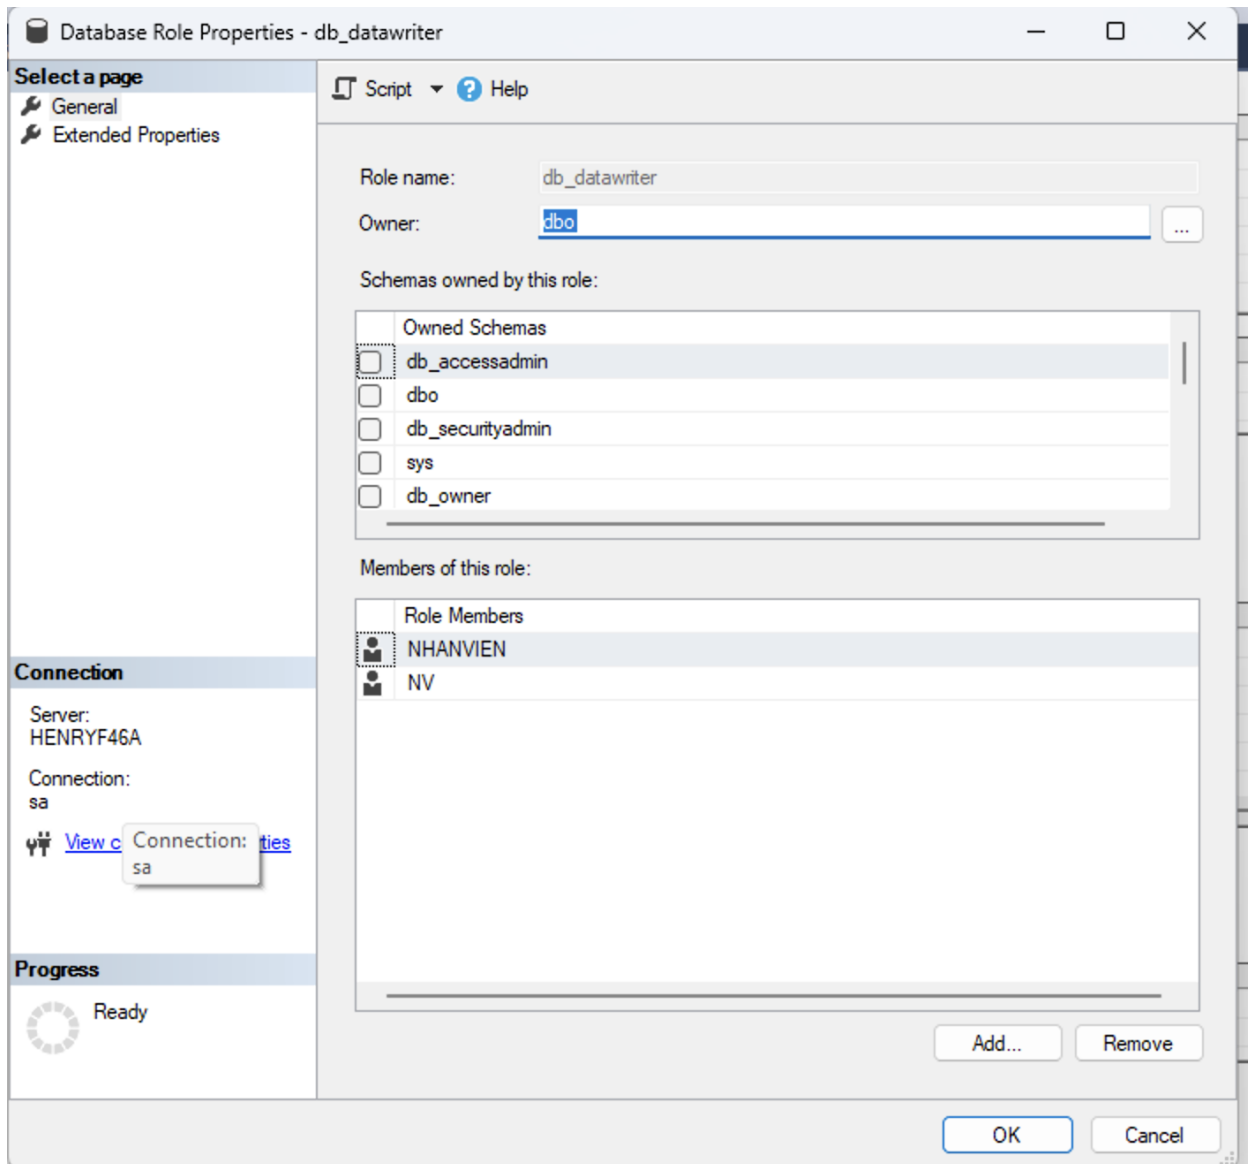 Database Role Properties - db_datawriter
Select a page
General
Extended Properties
Script
Help
Role name:
db_datawriter
Owner:
dbo
...
Schemas owned by this role:
Owned Schemas
db_accessadmin
dbo
db_securityadmin
sys
db_owner
Members of this role:
Role Members
NHANVIEN
NV
Connection
Server:
HENRYF46A
Connection:
sa
View c
ties
Connection:
sa
Progress
Ready
Add...
Remove
OK
Cancel